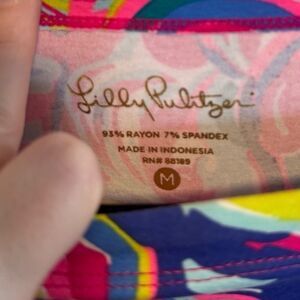 Lilly Pulitzer
93% RAYON 7% SPANDEX
MADE IN INDONESIA
RN# 88189
M